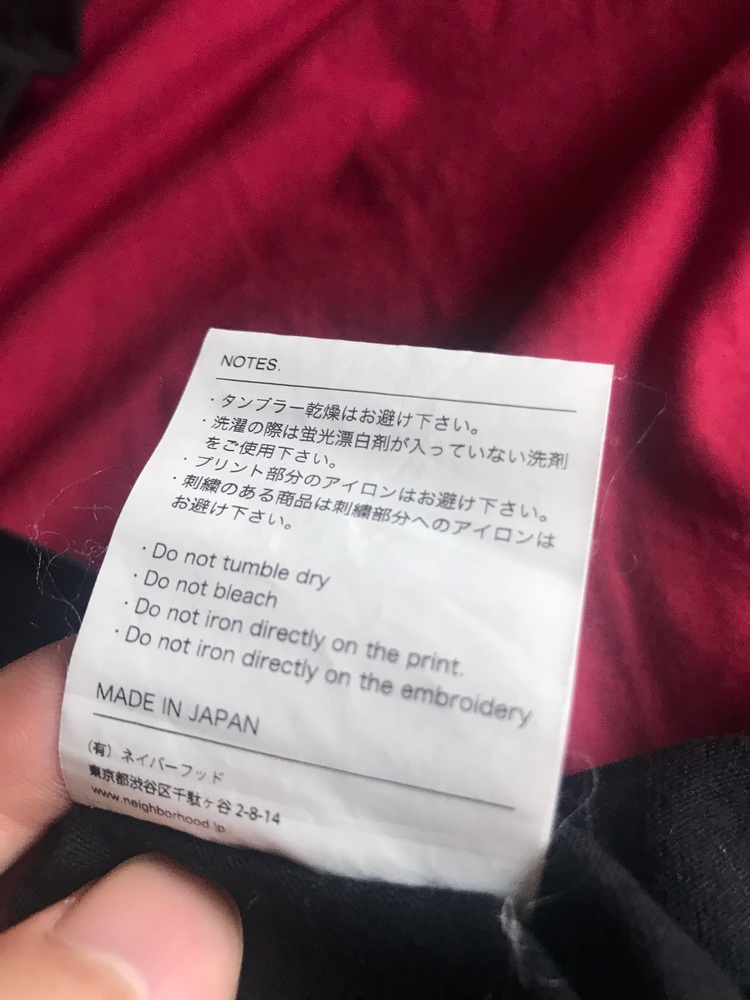 NOTES.
・タンブラー乾燥はお避け下さい。
・洗濯の際は蛍光漂白剤が入っていない洗剤
をご使用下さい。
・プリント部分のアイロンはお避け下さい。
・刺繍のある商品は刺繍部分へのアイロンは
お避け下さい。
・Do not tumble dry
・Do not bleach
・Do not iron directly on the print.
・Do not iron directly on the embroidery
MADE IN JAPAN
(有) ネイバーフッド
東京都渋谷区千駄ヶ谷 2-8-14
www.neighborhood.jp